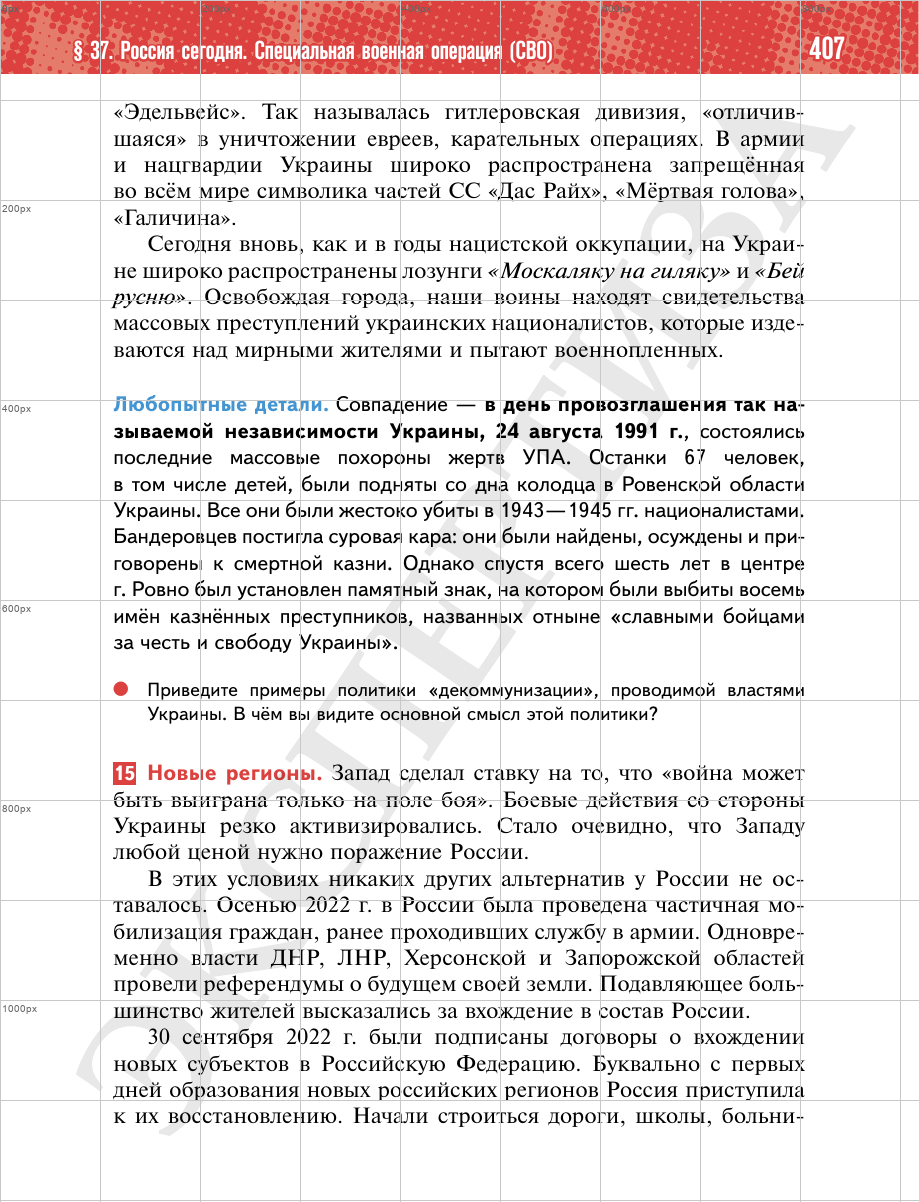 § 37. Россия сегодня. Специальная военная операция (СВО)
407
«Эдельвейс». Так называлась гитлеровская дивизия, «отличив-
шаяся» в уничтожении евреев, карательных операциях. В армии
и нацгвардии Украины широко распространена запрещённая
во всём мире символика частей СС «Дас Райх», «Мёртвая голова»,
«Галичина».
Сегодня вновь, как и в годы нацистской оккупации, на Украи-
не широко распространены лозунги «Москаляку на гиляку» и «Бей
русню». Освобождая города, наши воины находят свидетельства
массовых преступлений украинских националистов, которые изде-
ваются над мирными жителями и пытают военнопленных.
Любопытные детали. Совпадение — в день провозглашения так на-
зываемой независимости Украины, 24 августа 1991 г., состоялись
последние массовые похороны жертв УПА. Останки 67 человек,
в том числе детей, были подняты со дна колодца в Ровенской области
Украины. Все они были жестоко убиты в 1943—1945 гг. националистами.
Бандеровцев постигла суровая кара: они были найдены, осуждены и при-
говорены к смертной казни. Однако спустя всего шесть лет в центре
г. Ровно был установлен памятный знак, на котором были выбиты восемь
имён казнённых преступников, названных отныне «славными бойцами
за честь и свободу Украины».
Приведите примеры политики «декоммунизации», проводимой властями
Украины. В чём вы видите основной смысл этой политики?
15 Новые регионы. Запад сделал ставку на то, что «война может
быть выиграна только на поле боя». Боевые действия со стороны
Украины резко активизировались. Стало очевидно, что Западу
любой ценой нужно поражение России.
В этих условиях никаких других альтернатив у России не ос-
тавалось. Осенью 2022 г. в России была проведена частичная мо-
билизация граждан, ранее проходивших службу в армии. Одновре-
менно власти ДНР, ЛНР, Херсонской и Запорожской областей
провели референдумы о будущем своей земли. Подавляющее боль-
шинство жителей высказались за вхождение в состав России.
30 сентября 2022 г. были подписаны договоры о вхождении
новых субъектов в Российскую Федерацию. Буквально с первых
дней образования новых российских регионов Россия приступила
к их восстановлению. Начали строиться дороги, школы, больни-
ЭКСПЕРТИЗА
200px
400px
600px
800px
1000px